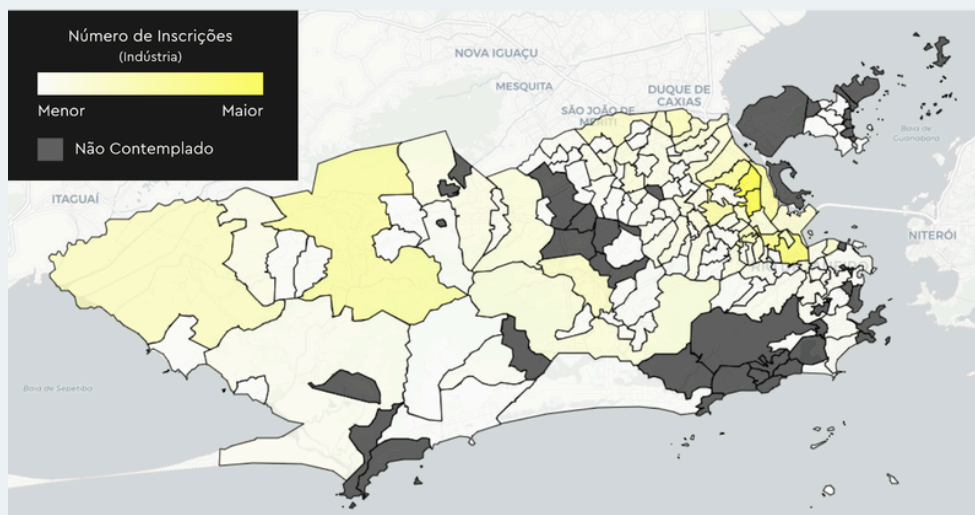 Número de Inscrições
(Indústria)
Menor Maior
Não Contemplado
NOVA IGUAÇU
MESQUITA
DUQUE DE
CAXIAS
SÃO JOÃO DE
MERITI
Baía de
Guanabara
ITAGUAÍ
NITERÓI
Baía de Sepetiba